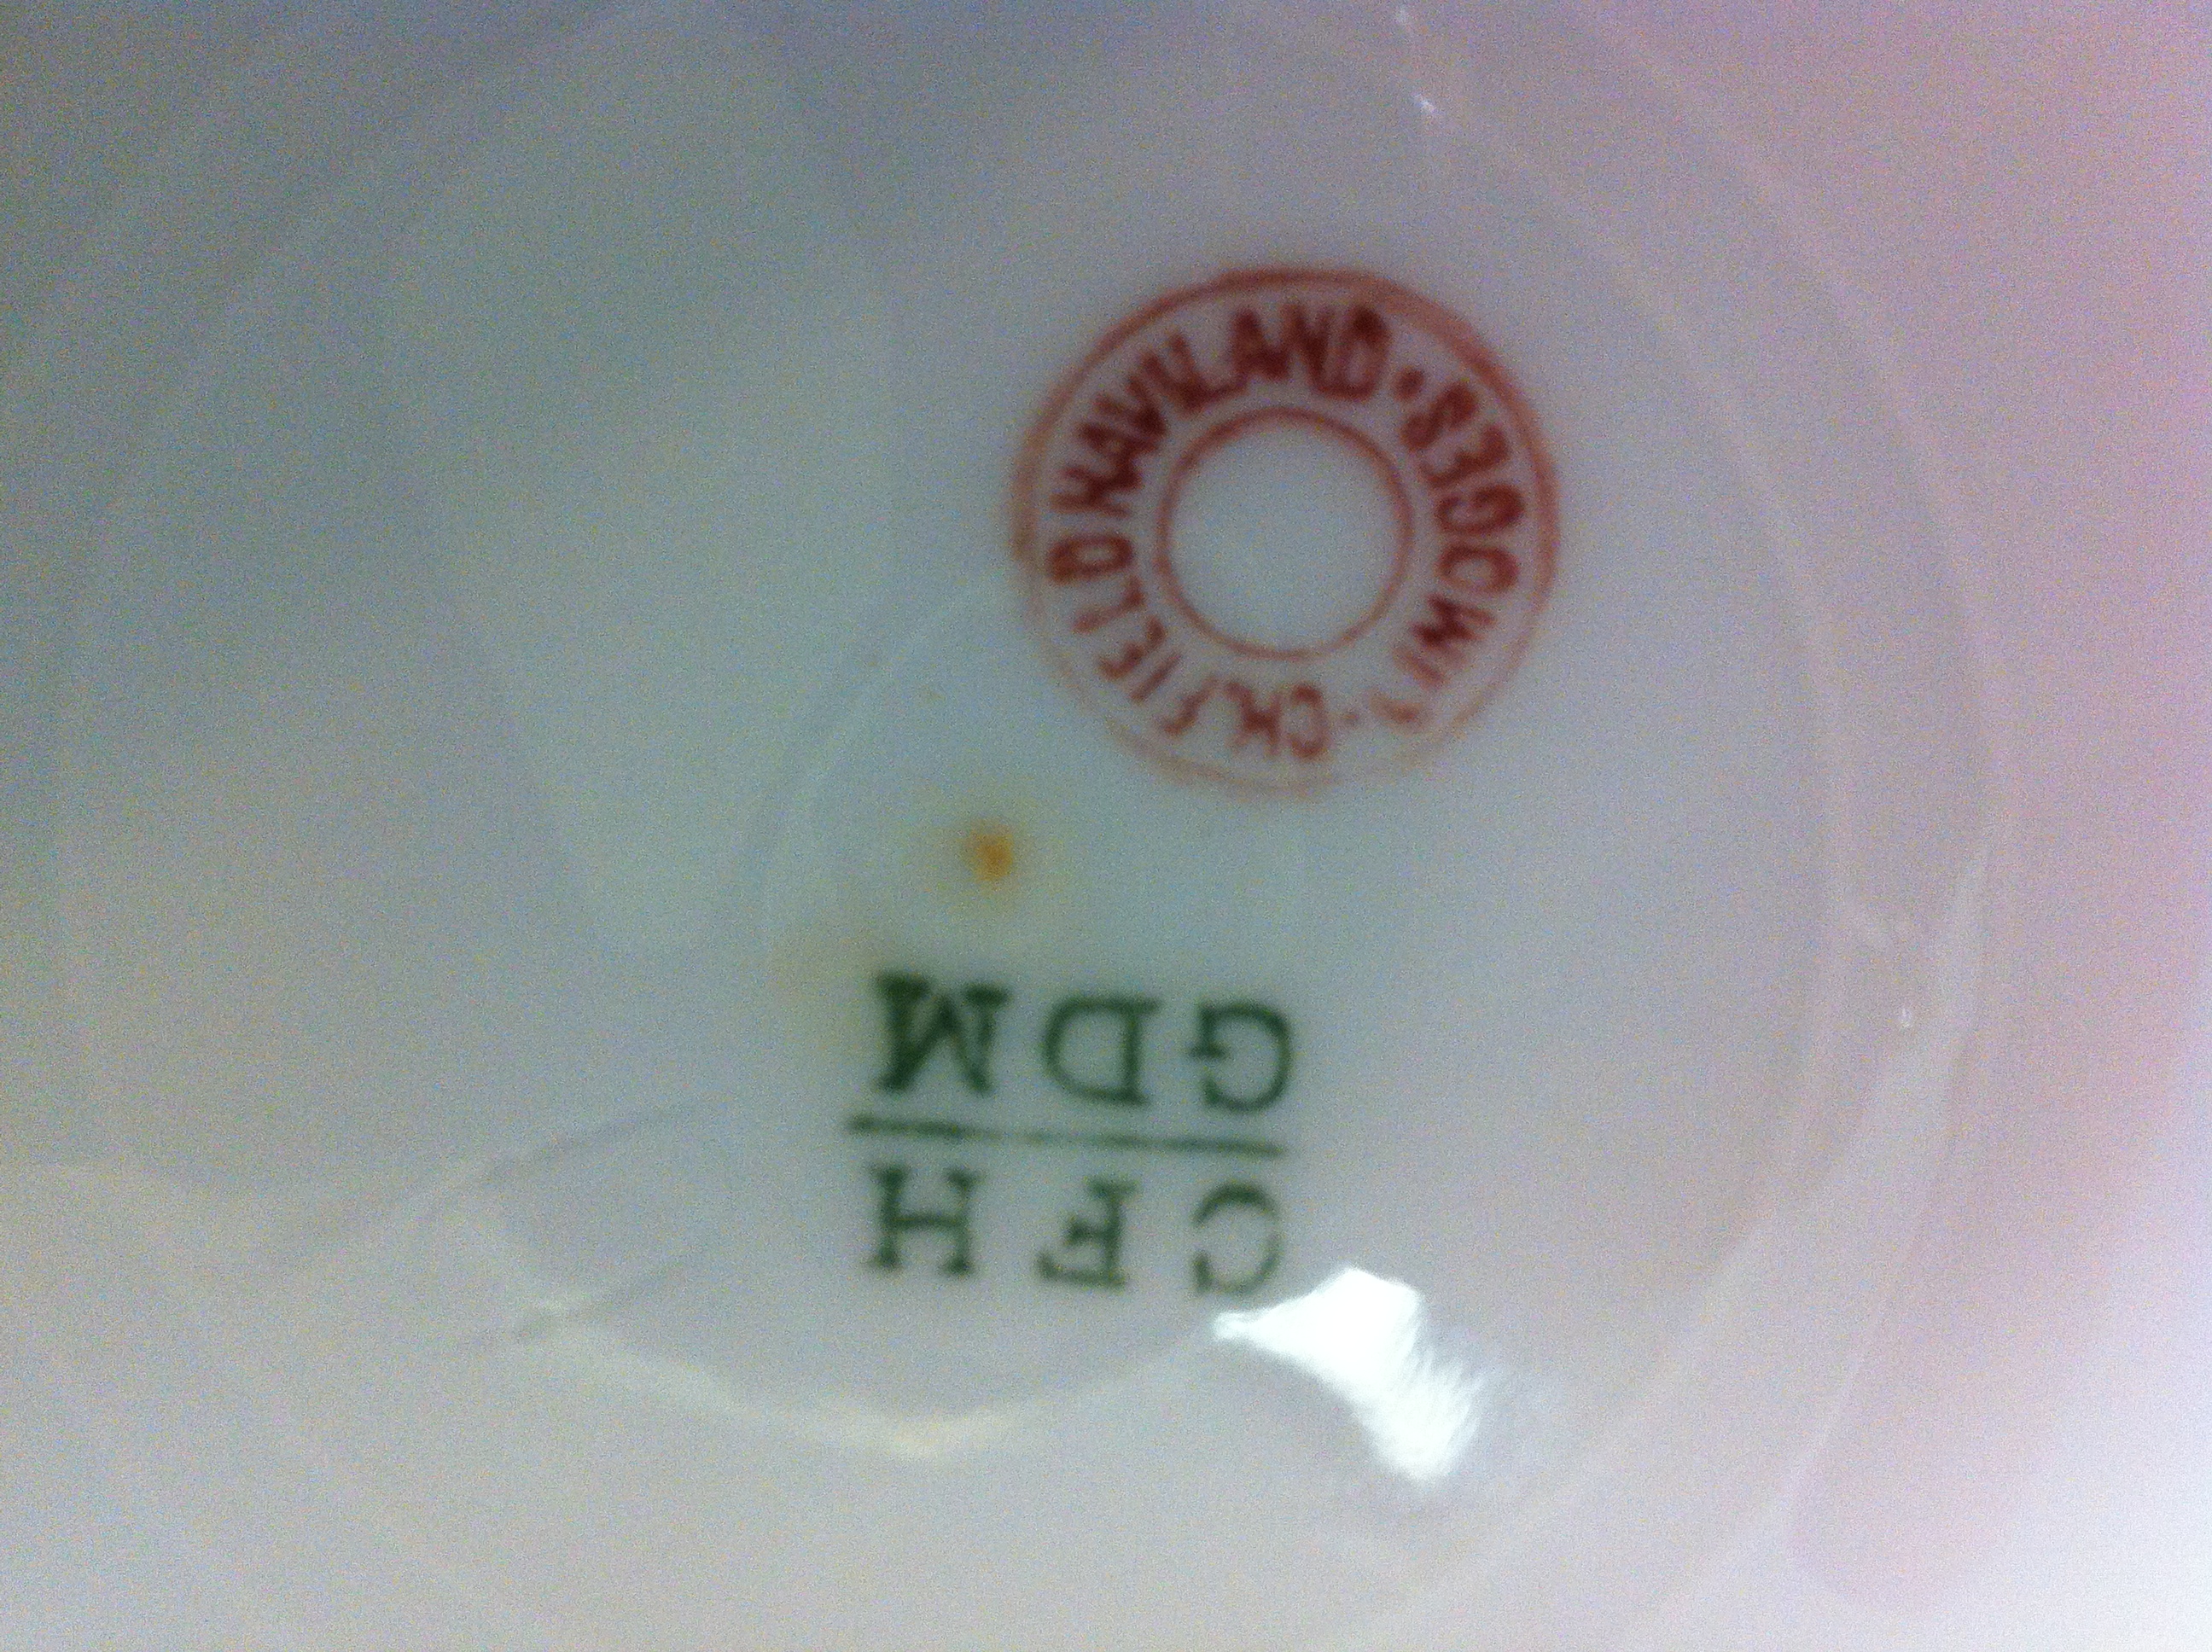 CH. FIELD HAVILAND • LIMOGES •
CFH
GDM